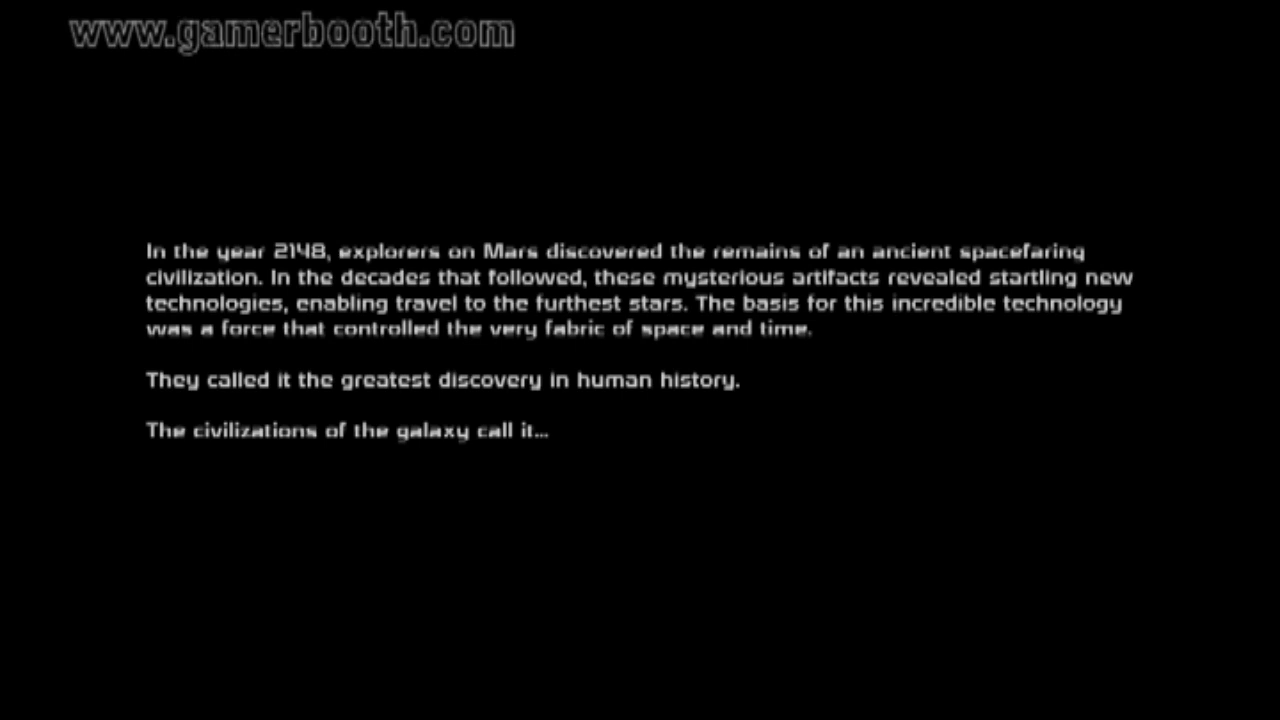 www.gamerbooth.com
In the year 2148, explorers on Mars discovered the remains of an ancient spacefaring
civilization. In the decades that followed, these mysterious artifacts revealed startling new
technologies, enabling travel to the furthest stars. The basis for this incredible technology
was a force that controlled the very fabric of space and time.
They called it the greatest discovery in human history.
The civilizations of the galaxy call it...